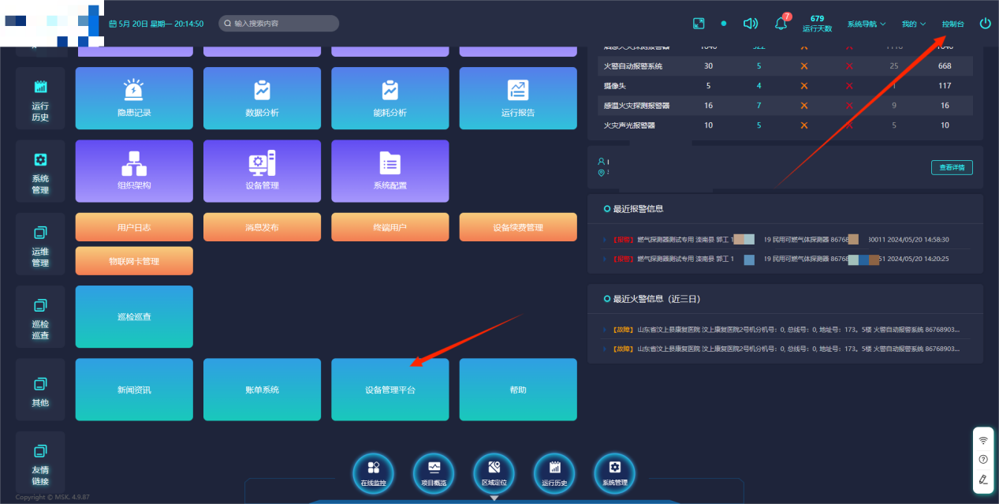 5月 20日 星期一 20:14:50
输入搜索内容
7
679
运行天数
系统导航
我的
控制台
运行
历史
隐患记录
数据分析
能耗分析
运行报告
系统
管理
组织架构
设备管理
系统配置
运维
管理
用户日志
消息发布
终端用户
设备续费管理
物联网卡管理
巡检
巡查
巡检巡查
其他
新闻资讯
账单系统
设备管理平台
帮助
友情
链接
Copyright © MSK. 4.9.87
火警自动报警系统 30 5 25 668
摄像头 5 4 1 117
感温火灾探测报警器 16 7 9 16
火灾声光报警器 10 5 5 10
查看详情
最近报警信息
【报警】 燃气探测器测试专用 滦南县 郭工 1 19 民用可燃气体探测器 86768 30011 2024/05/20 14:58:30
【报警】 燃气探测器测试专用 滦南县 郭工 1 19 民用可燃气体探测器 8676 51 2024/05/20 14:20:25
最近火警信息（近三日）
【故障】 山东省汶上县康复医院 汶上康复医院2号机分机号：0, 总线号：0, 地址号：173。5楼 火警自动报警系统 86768903...
【故障】 山东省汶上县康复医院 汶上康复医院2号机分机号：0, 总线号：0, 地址号：173。5楼 火警自动报警系统 86768903...
在线监控
项目概览
区域定位
运行历史
系统管理